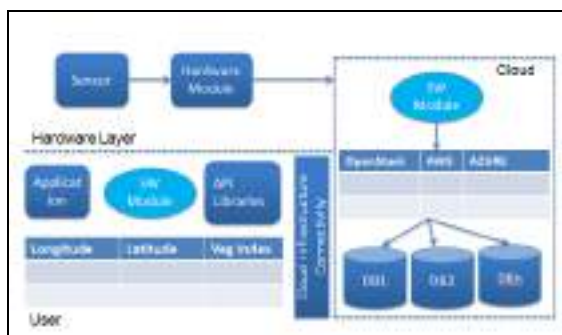 Sensor
Hardware
Module
Cloud
SW
Module
Hardware Layer
OpenStack AWS AZURE
Applicat
ion
SW
Module
API
Libraries
Cloud Infrastructure
Connectivity
Longitude Latitude Veg Index
DB1 DB2 DBn
User